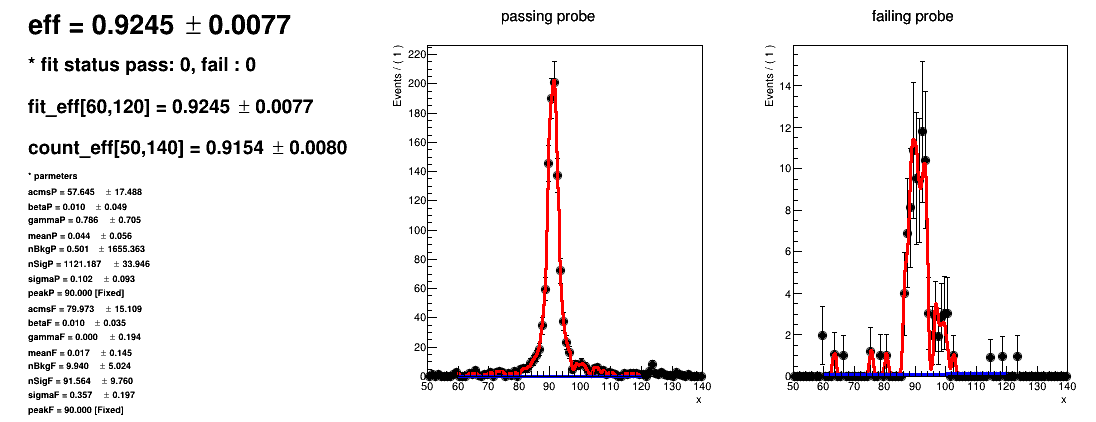 eff = 0.9245 ± 0.0077
* fit status pass: 0, fail : 0
fit_eff[60,120] = 0.9245 ± 0.0077
count_eff[50,140] = 0.9154 ± 0.0080
* parmeters
acmsP = 57.645 ± 17.488
betaP = 0.010 ± 0.049
gammaP = 0.786 ± 0.705
meanP = 0.044 ± 0.056
nBkgP = 0.501 ± 1655.363
nSigP = 1121.187 ± 33.946
sigmaP = 0.102 ± 0.093
peakP = 90.000 [Fixed]
acmsF = 79.973 ± 15.109
betaF = 0.010 ± 0.035
gammaF = 0.000 ± 0.194
meanF = 0.017 ± 0.145
nBkgF = 9.940 ± 5.024
nSigF = 91.564 ± 9.760
sigmaF = 0.357 ± 0.197
peakF = 90.000 [Fixed]
passing probe
Events / ( 1 )
220
200
180
160
140
120
100
80
60
40
20
0
50 60 70 80 90 100 110 120 130 140
x
failing probe
Events / ( 1 )
14
12
10
8
6
4
2
0
50 60 70 80 90 100 110 120 130 140
x